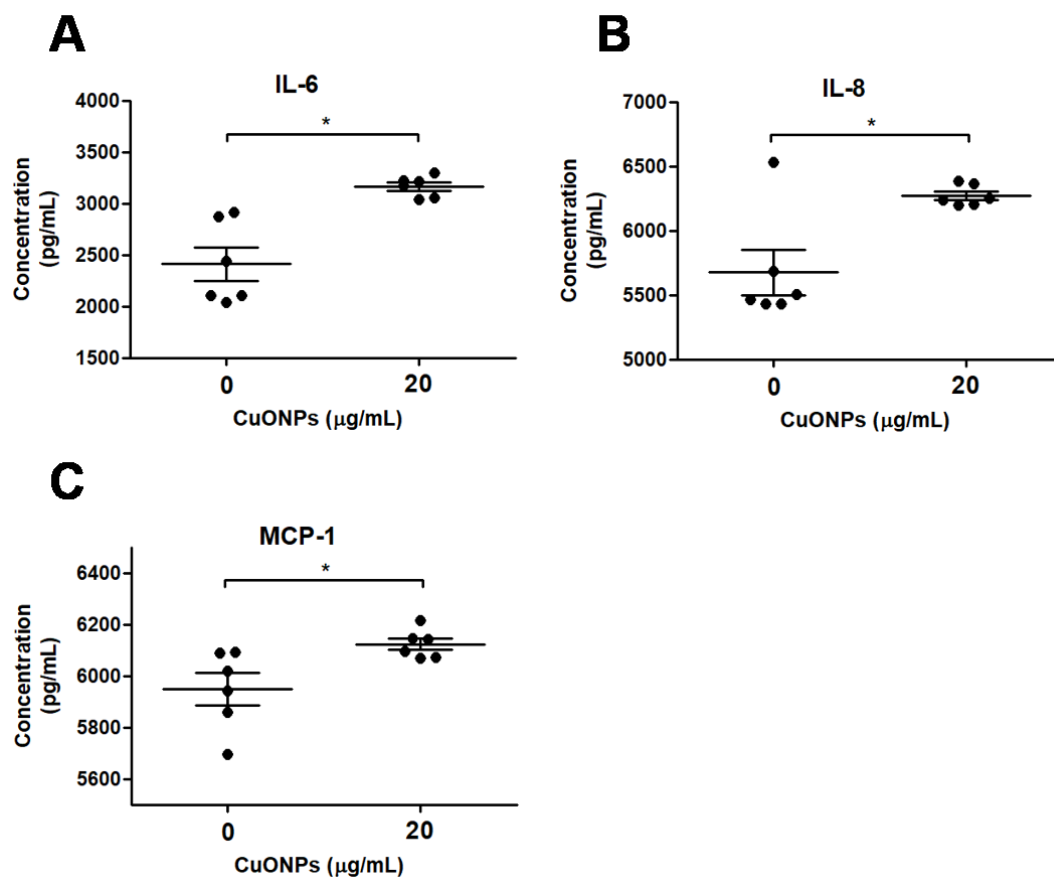 A
IL-6
*
4000
3500
3000
2500
2000
1500
Concentration
(pg/mL)
0
20
CuONPs (μg/mL)
B
IL-8
*
7000
6500
6000
5500
5000
Concentration
(pg/mL)
0
20
CuONPs (μg/mL)
C
MCP-1
*
6400
6200
6000
5800
5600
Concentration
(pg/mL)
0
20
CuONPs (μg/mL)